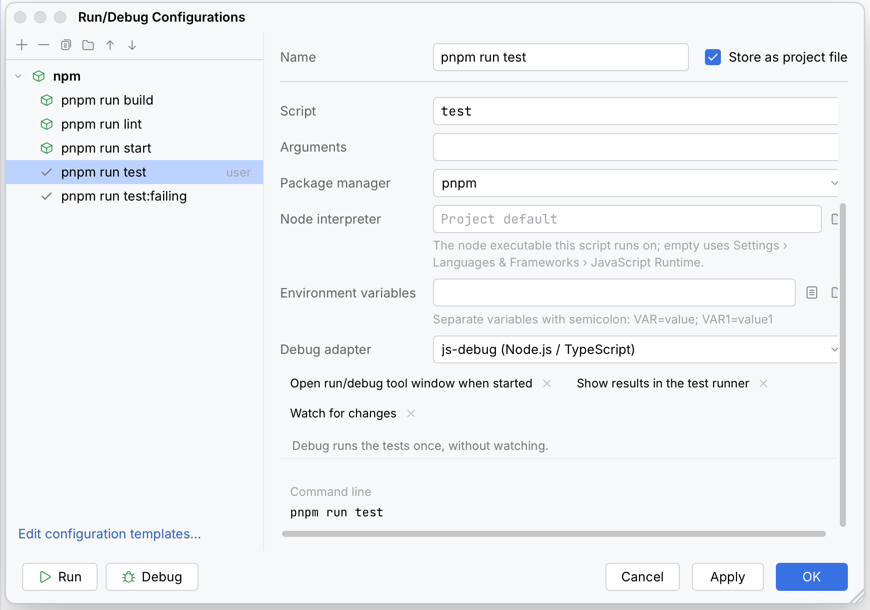 Run/Debug Configurations
npm
pnpm run build
pnpm run lint
pnpm run start
pnpm run test user
pnpm run test:failing
Edit configuration templates...
Name pnpm run test Store as project file
Script test
Arguments
Package manager pnpm
Node interpreter Project default
The node executable this script runs on; empty uses Settings ›
Languages & Frameworks › JavaScript Runtime.
Environment variables
Separate variables with semicolon: VAR=value; VAR1=value1
Debug adapter js-debug (Node.js / TypeScript)
Open run/debug tool window when started Show results in the test runner
Watch for changes
Debug runs the tests once, without watching.
Command line
pnpm run test
Run Debug Cancel Apply OK